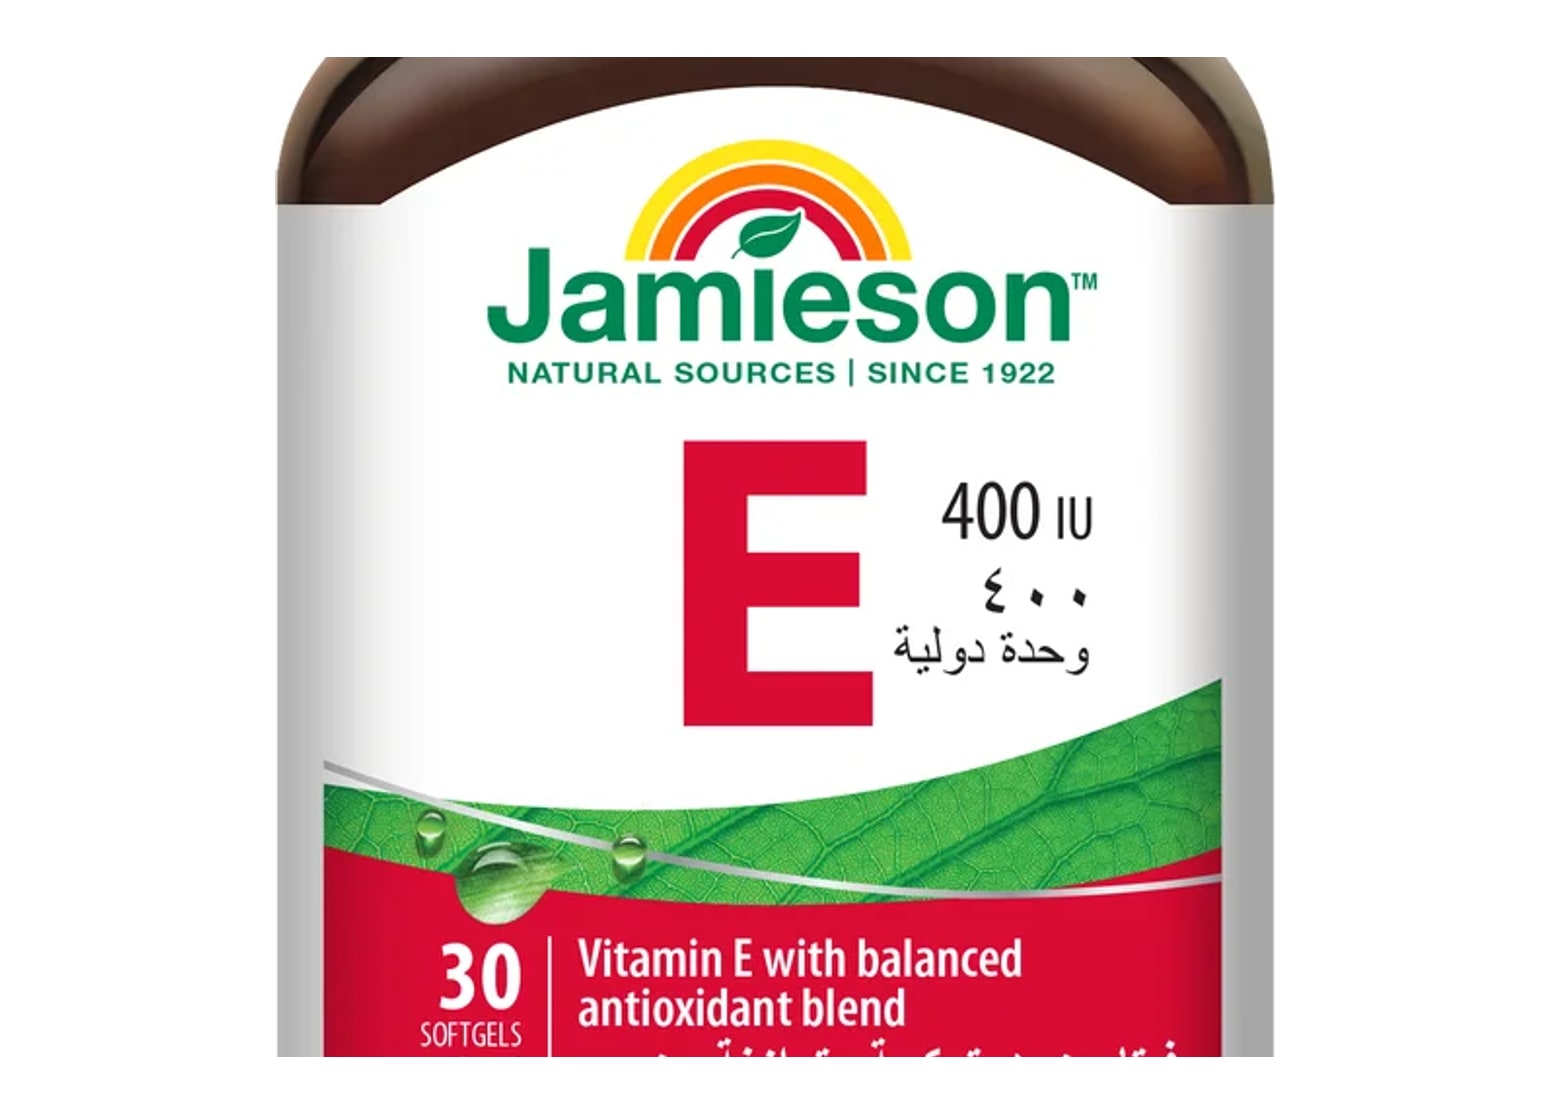 Jamieson™
NATURAL SOURCES | SINCE 1922
E
400 IU
٤٠٠
وحدة دولية
30
SOFTGELS
Vitamin E with balanced
antioxidant blend